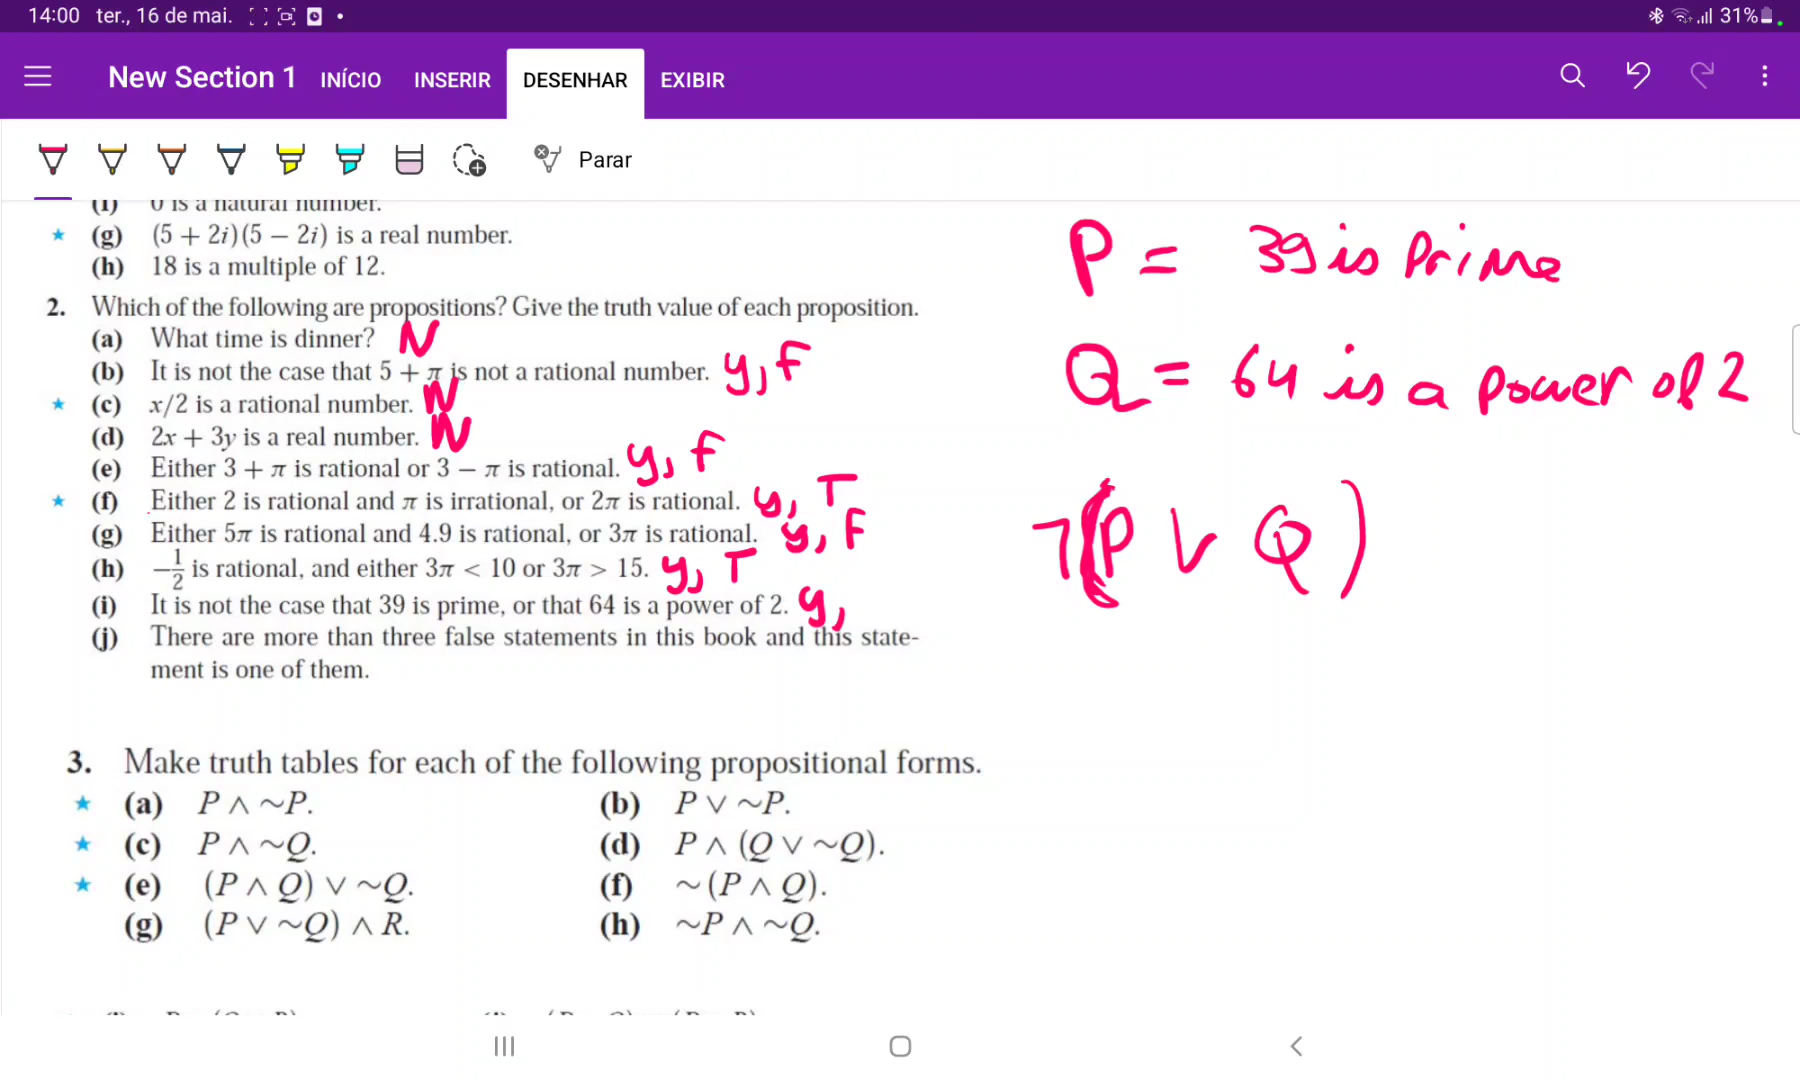 14:00 ter., 16 de mai.
31%
New Section 1 INÍCIO INSERIR DESENHAR EXIBIR
Parar
0 is a natural number.
★ (g) (5 + 2i)(5 − 2i) is a real number.
(h) 18 is a multiple of 12.
2. Which of the following are propositions? Give the truth value of each proposition.
(a) What time is dinner? N
(b) It is not the case that 5 + π is not a rational number. y, F
★ (c) x/2 is a rational number. N
(d) 2x + 3y is a real number. N
(e) Either 3 + π is rational or 3 − π is rational. y, F
★ (f) Either 2 is rational and π is irrational, or 2π is rational. y, T
(g) Either 5π is rational and 4.9 is rational, or 3π is rational. y, F
(h) −1/2 is rational, and either 3π < 10 or 3π > 15. y, T
(i) It is not the case that 39 is prime, or that 64 is a power of 2. y,
(j) There are more than three false statements in this book and this state-
ment is one of them.
P = 39 is Prime
Q = 64 is a power of 2
¬(P ∨ Q)
3. Make truth tables for each of the following propositional forms.
★ (a) P ∧ ~P. (b) P ∨ ~P.
★ (c) P ∧ ~Q. (d) P ∧ (Q ∨ ~Q).
★ (e) (P ∧ Q) ∨ ~Q. (f) ~(P ∧ Q).
(g) (P ∨ ~Q) ∧ R. (h) ~P ∧ ~Q.